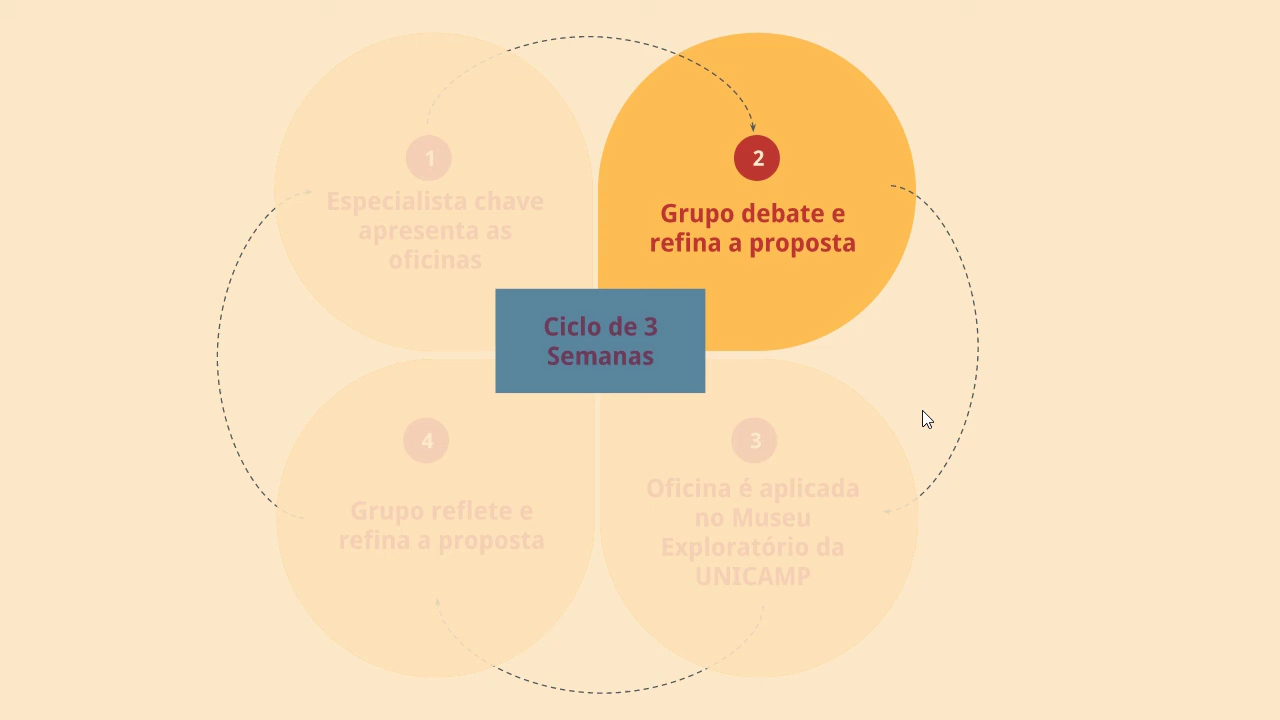 1
Especialista chave
apresenta as
oficinas
2
Grupo debate e
refina a proposta
Ciclo de 3
Semanas
3
Oficina é aplicada
no Museu
Exploratório da
UNICAMP
4
Grupo reflete e
refina a proposta